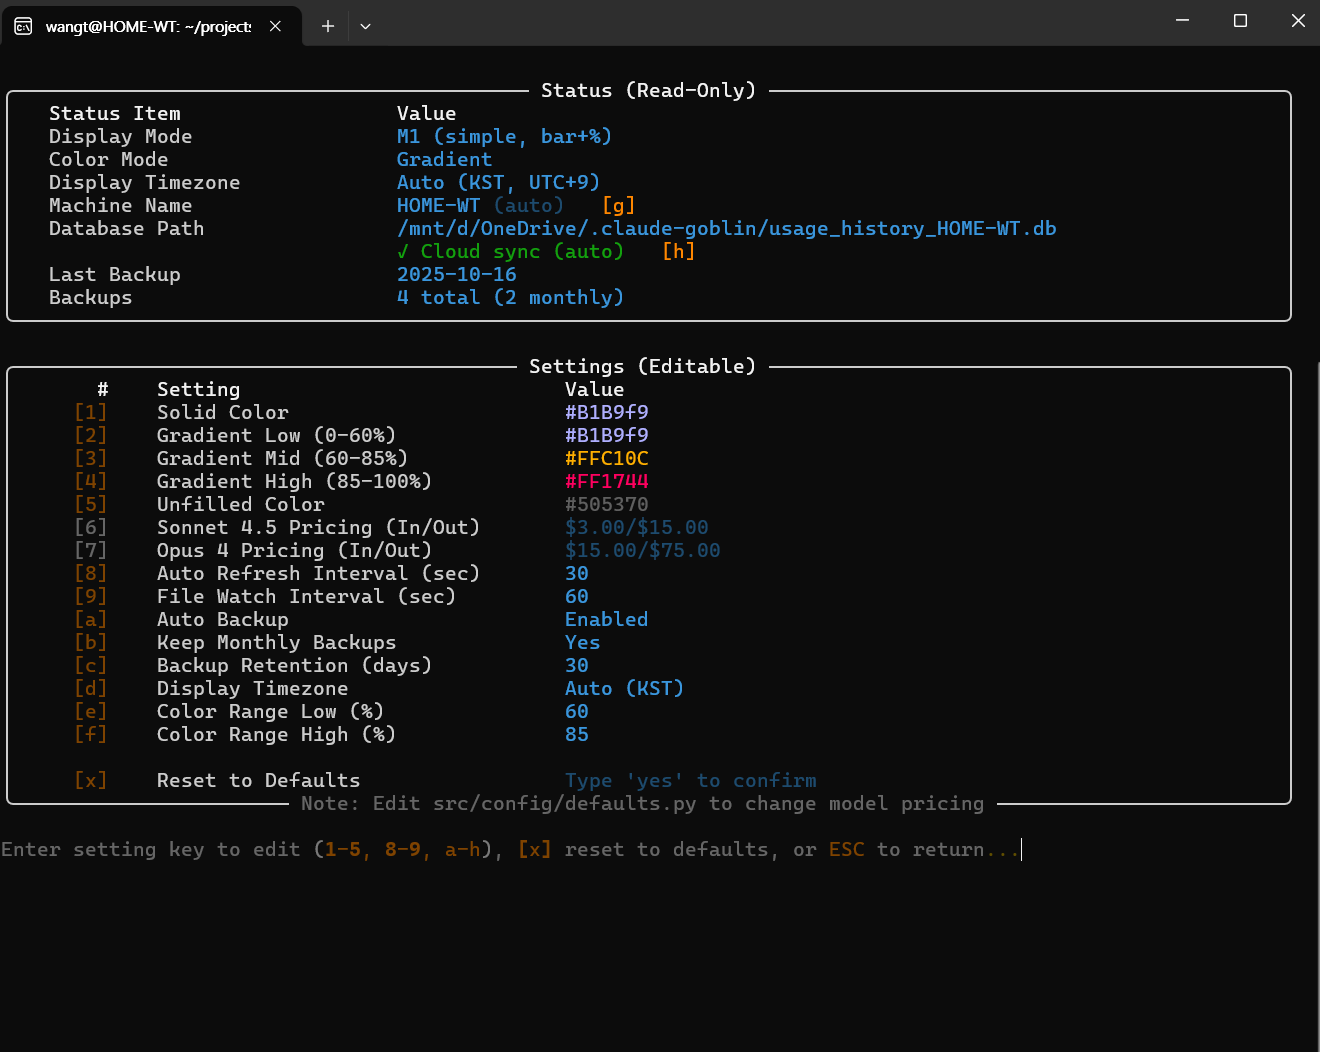 wangt@HOME-WT: ~/projects
Status (Read-Only)
Status Item Value
Display Mode M1 (simple, bar+%)
Color Mode Gradient
Display Timezone Auto (KST, UTC+9)
Machine Name HOME-WT (auto) [g]
Database Path /mnt/d/OneDrive/.claude-goblin/usage_history_HOME-WT.db
✓ Cloud sync (auto) [h]
Last Backup 2025-10-16
Backups 4 total (2 monthly)
Settings (Editable)
# Setting Value
[1] Solid Color #B1B9f9
[2] Gradient Low (0-60%) #B1B9f9
[3] Gradient Mid (60-85%) #FFC10C
[4] Gradient High (85-100%) #FF1744
[5] Unfilled Color #505370
[6] Sonnet 4.5 Pricing (In/Out) $3.00/$15.00
[7] Opus 4 Pricing (In/Out) $15.00/$75.00
[8] Auto Refresh Interval (sec) 30
[9] File Watch Interval (sec) 60
[a] Auto Backup Enabled
[b] Keep Monthly Backups Yes
[c] Backup Retention (days) 30
[d] Display Timezone Auto (KST)
[e] Color Range Low (%) 60
[f] Color Range High (%) 85
[x] Reset to Defaults Type 'yes' to confirm
Note: Edit src/config/defaults.py to change model pricing
Enter setting key to edit (1-5, 8-9, a-h), [x] reset to defaults, or ESC to return...